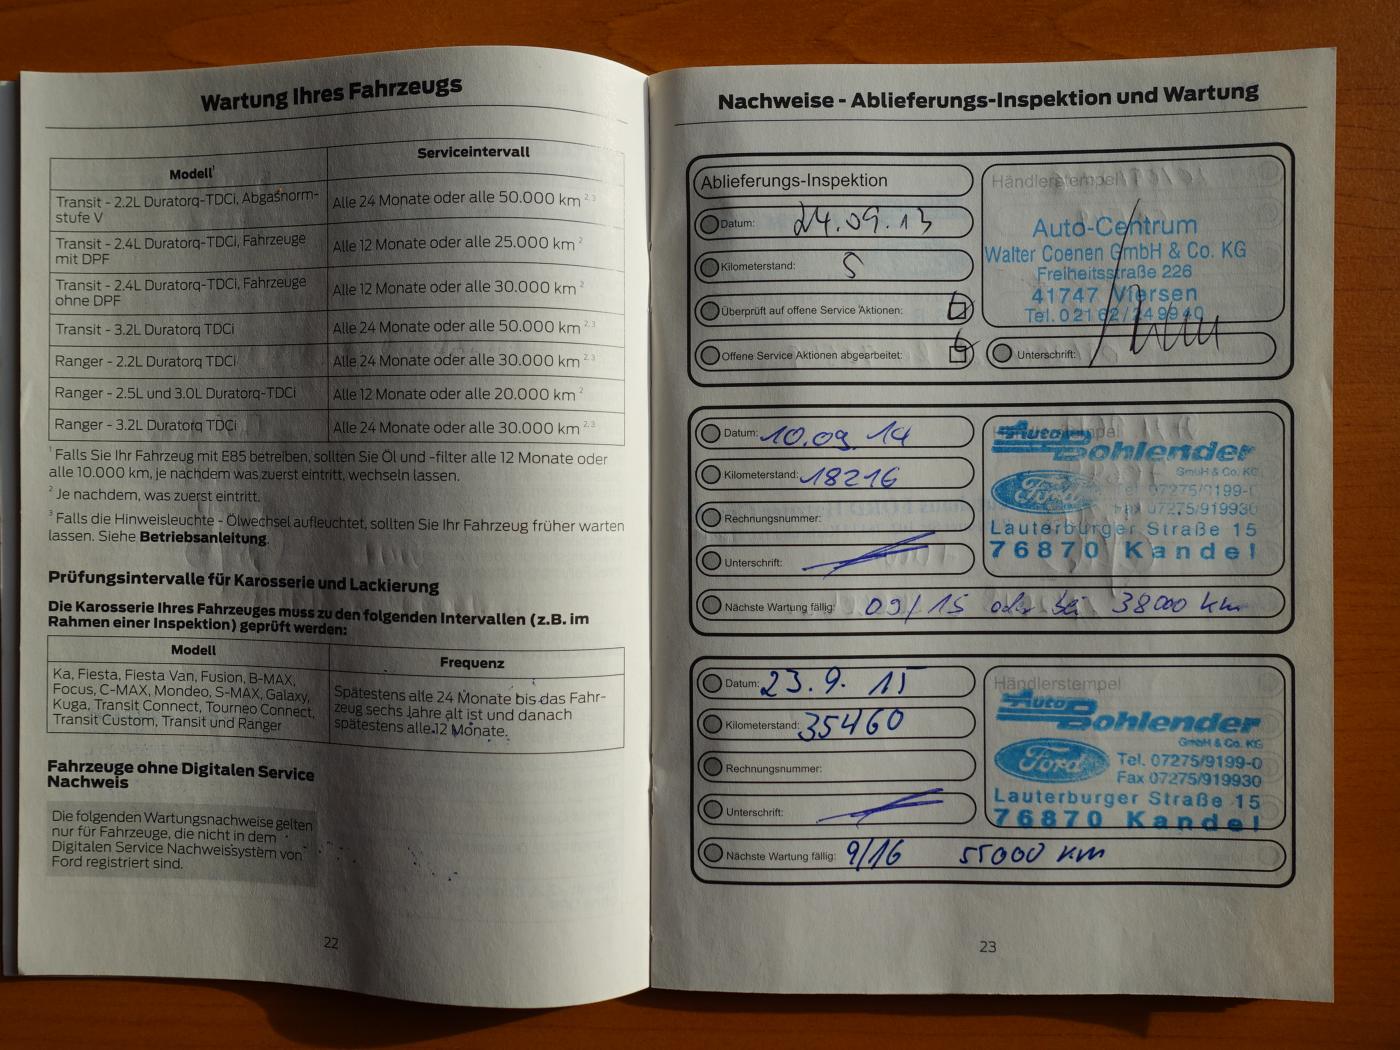 Wartung Ihres Fahrzeugs
Modell¹ Serviceintervall
Transit - 2.2L Duratorq-TDCi, Abgasnorm-
stufe V
Alle 24 Monate oder alle 50.000 km 2,3
Transit - 2.4L Duratorq-TDCi, Fahrzeuge
mit DPF
Alle 12 Monate oder alle 25.000 km 2
Transit - 2.4L Duratorq-TDCi, Fahrzeuge
ohne DPF
Alle 12 Monate oder alle 30.000 km 2
Transit - 3.2L Duratorq TDCi Alle 24 Monate oder alle 50.000 km 2,3
Ranger - 2.2L Duratorq TDCi Alle 24 Monate oder alle 30.000 km 2,3
Ranger - 2.5L und 3.0L Duratorq-TDCi Alle 12 Monate oder alle 20.000 km 2
Ranger - 3.2L Duratorq TDCi Alle 24 Monate oder alle 30.000 km 2,3
1 Falls Sie Ihr Fahrzeug mit E85 betreiben, sollten Sie Öl und -filter alle 12 Monate oder
alle 10.000 km, je nachdem was zuerst eintritt, wechseln lassen.
2 Je nachdem, was zuerst eintritt.
3 Falls die Hinweisleuchte - Ölwechsel aufleuchtet, sollten Sie Ihr Fahrzeug früher warten
lassen. Siehe Betriebsanleitung.
Prüfungsintervalle für Karosserie und Lackierung
Die Karosserie Ihres Fahrzeuges muss zu den folgenden Intervallen (z.B. im
Rahmen einer Inspektion) geprüft werden:
Modell Frequenz
Ka, Fiesta, Fiesta Van, Fusion, B-MAX,
Focus, C-MAX, Mondeo, S-MAX, Galaxy,
Kuga, Transit Connect, Tourneo Connect,
Transit Custom, Transit und Ranger
Spätestens alle 24 Monate bis das Fahr-
zeug sechs Jahre alt ist und danach
spätestens alle 12 Monate.
Fahrzeuge ohne Digitalen Service
Nachweis
Die folgenden Wartungsnachweise gelten
nur für Fahrzeuge, die nicht in dem
Digitalen Service Nachweissystem von
Ford registriert sind.
22
Nachweise - Ablieferungs-Inspektion und Wartung
Ablieferungs-Inspektion
Datum: 24.09.13
Kilometerstand: 5
Überprüft auf offene Service Aktionen:
Offene Service Aktionen abgearbeitet:
Händlerstempel
Auto-Centrum
Walter Coenen GmbH & Co. KG
Freiheitsstraße 226
41747 Viersen
Tel. 02162/249940
Unterschrift:
Datum: 10.09.14
Kilometerstand: 18216
Rechnungsnummer:
Unterschrift:
Nächste Wartung fällig: 09/15 oder bei 38000 km
Auto
Bohlender
GmbH & Co. KG
Ford
Tel. 07275/9199-0
Fax 07275/919930
Lauterburger Straße 15
76870 Kandel
Datum: 23.9.15
Kilometerstand: 35460
Rechnungsnummer:
Unterschrift:
Nächste Wartung fällig: 9/16 55000 km
Händlerstempel
Auto
Bohlender
GmbH & Co. KG
Ford
Tel. 07275/9199-0
Fax 07275/919930
Lauterburger Straße 15
76870 Kandel
23